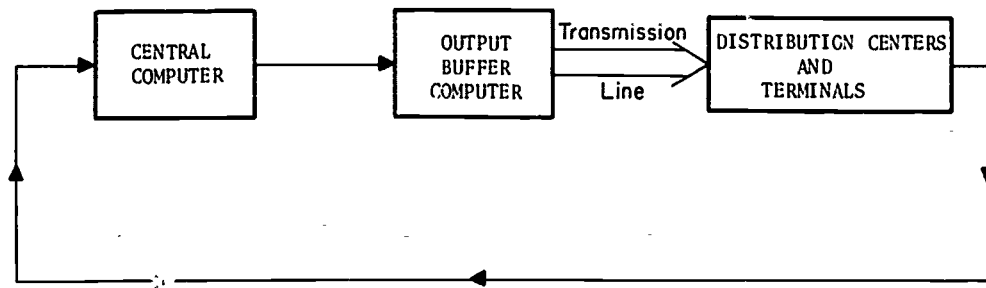 CENTRAL
COMPUTER
OUTPUT
BUFFER
COMPUTER
Transmission
Line
DISTRIBUTION CENTERS
AND
TERMINALS